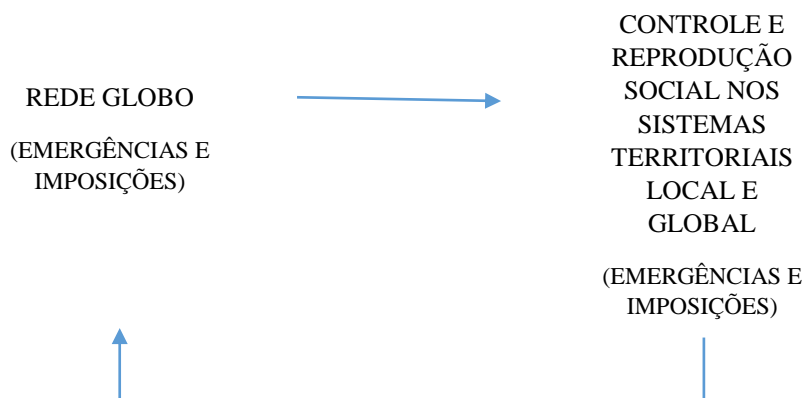 REDE GLOBO
(EMERGÊNCIAS E
IMPOSIÇÕES)
CONTROLE E
REPRODUÇÃO
SOCIAL NOS
SISTEMAS
TERRITORIAIS
LOCAL E
GLOBAL
(EMERGÊNCIAS E
IMPOSIÇÕES)